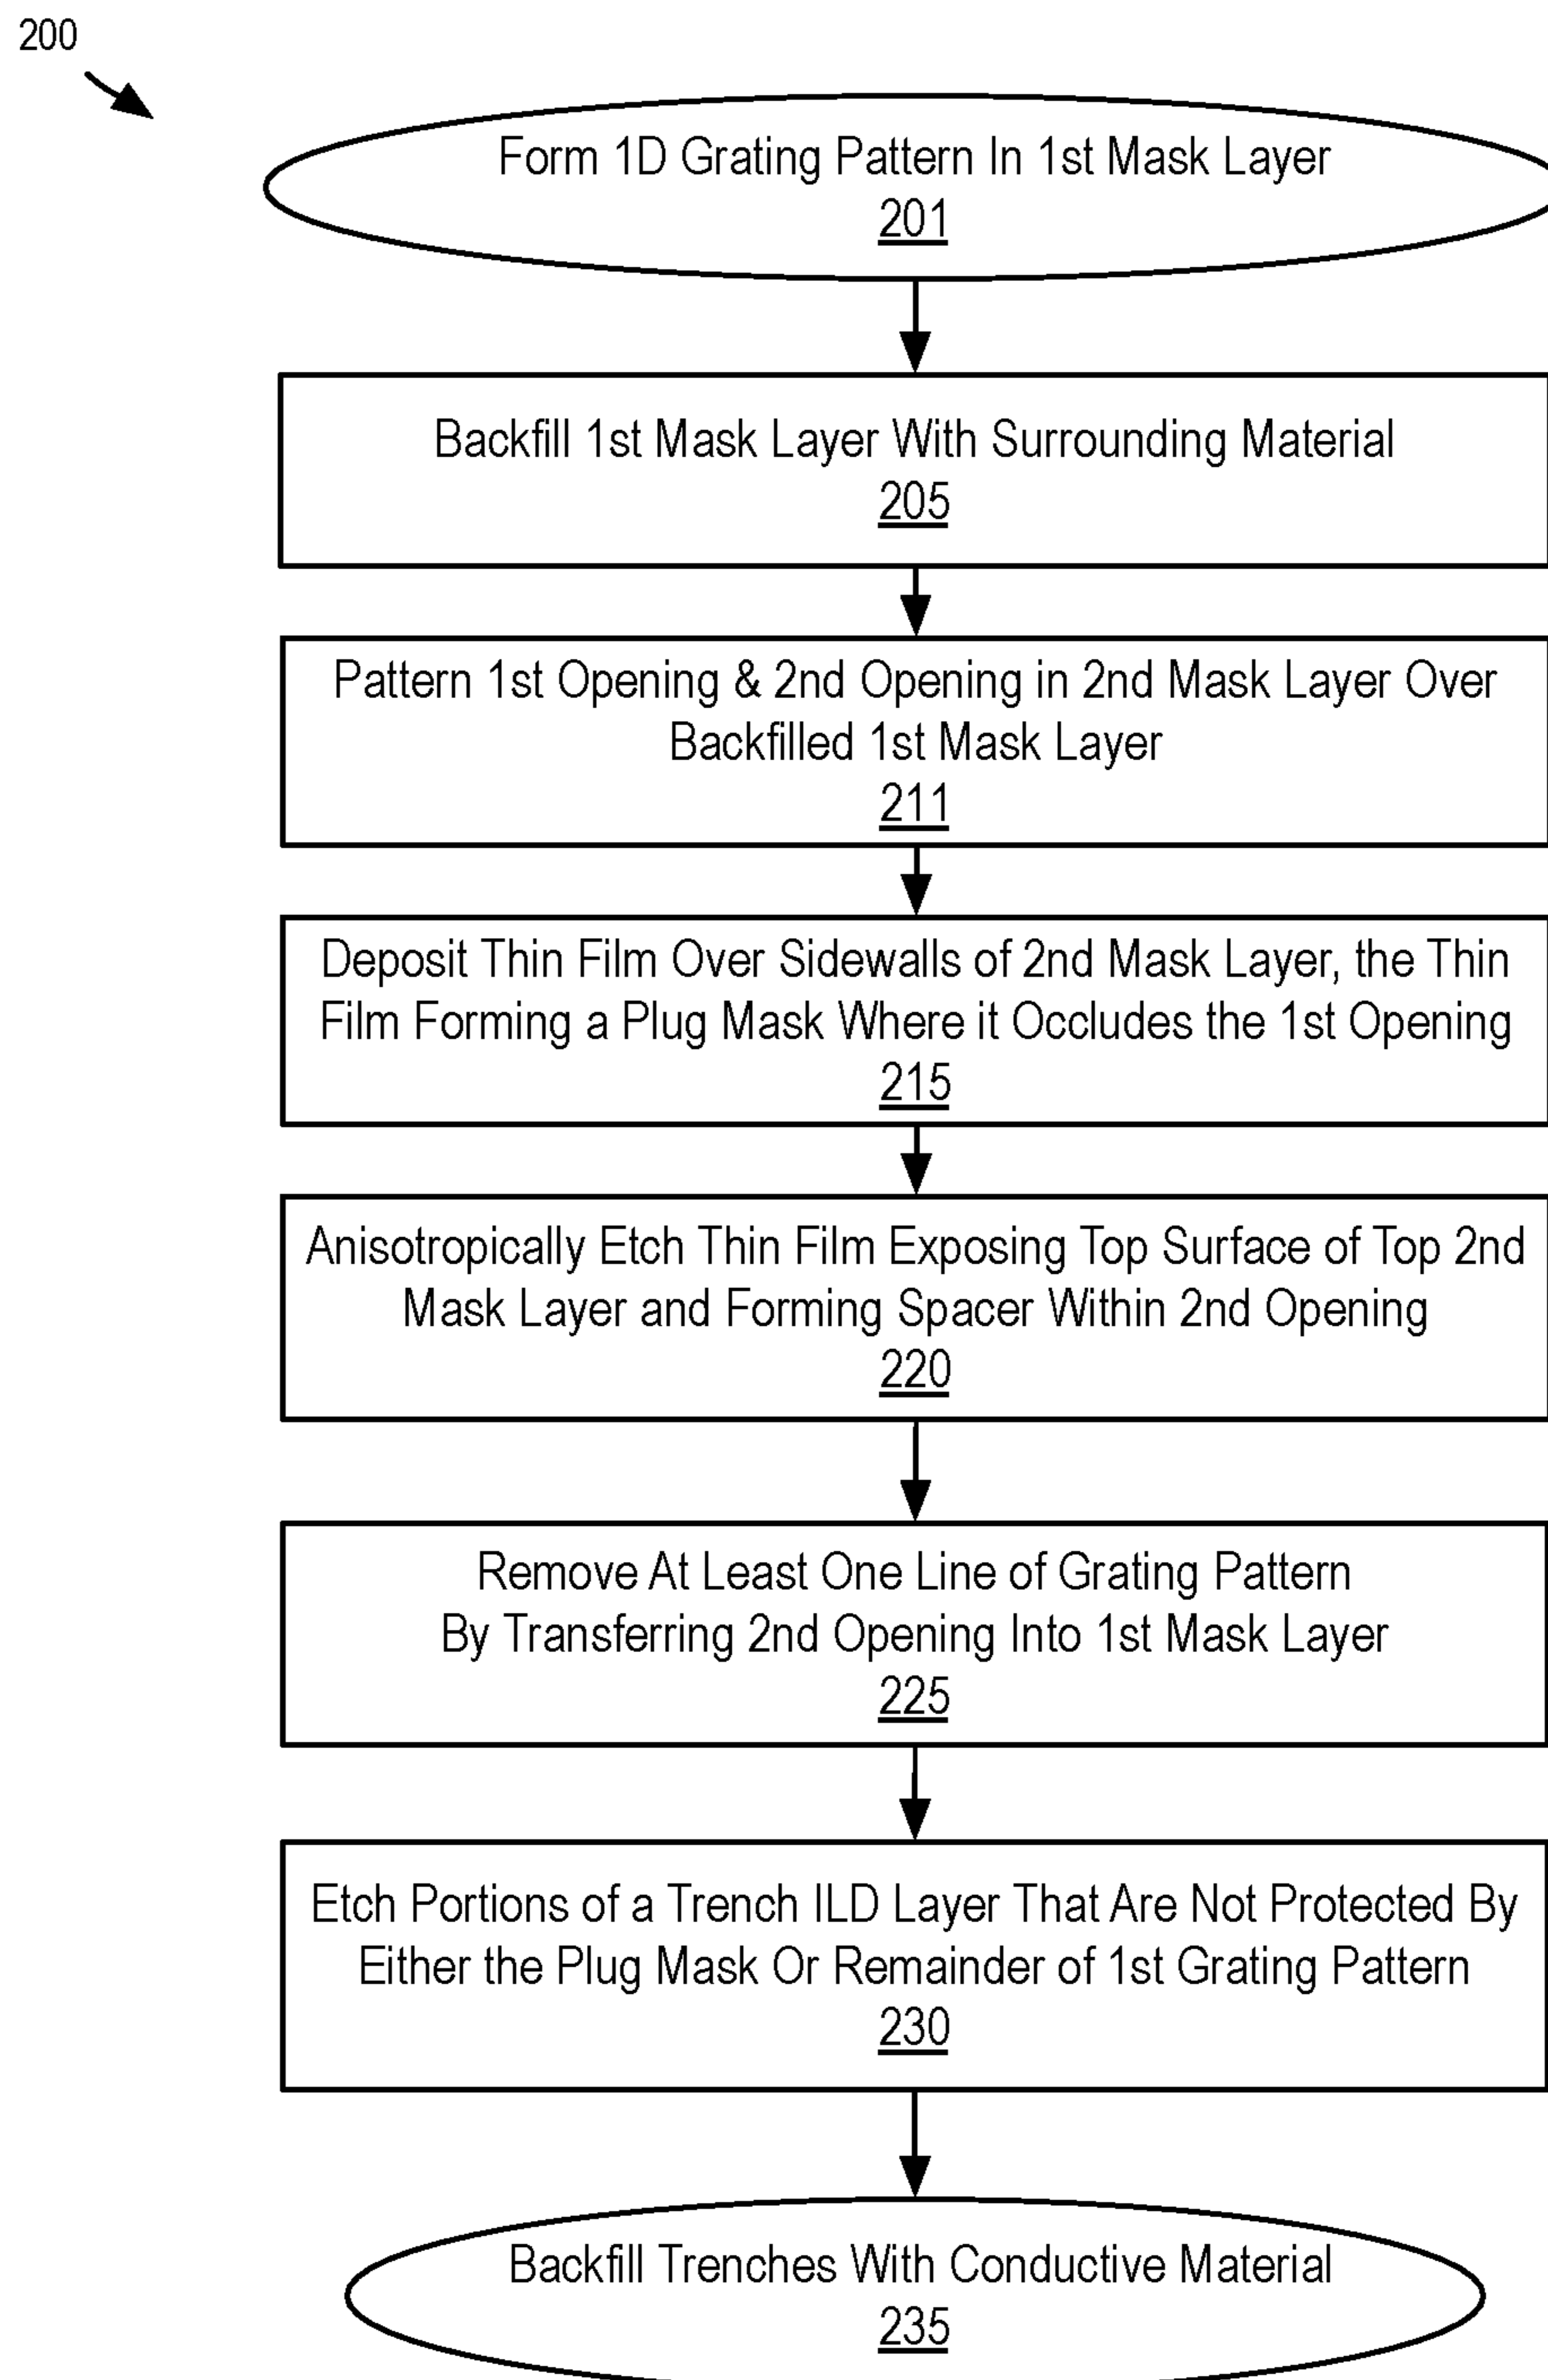 200
Form 1D Grating Pattern In 1st Mask Layer
201
Backfill 1st Mask Layer With Surrounding Material
205
Pattern 1st Opening & 2nd Opening in 2nd Mask Layer Over
Backfilled 1st Mask Layer
211
Deposit Thin Film Over Sidewalls of 2nd Mask Layer, the Thin
Film Forming a Plug Mask Where it Occludes the 1st Opening
215
Anisotropically Etch Thin Film Exposing Top Surface of Top 2nd
Mask Layer and Forming Spacer Within 2nd Opening
220
Remove At Least One Line of Grating Pattern
By Transferring 2nd Opening Into 1st Mask Layer
225
Etch Portions of a Trench ILD Layer That Are Not Protected By
Either the Plug Mask Or Remainder of 1st Grating Pattern
230
Backfill Trenches With Conductive Material
235